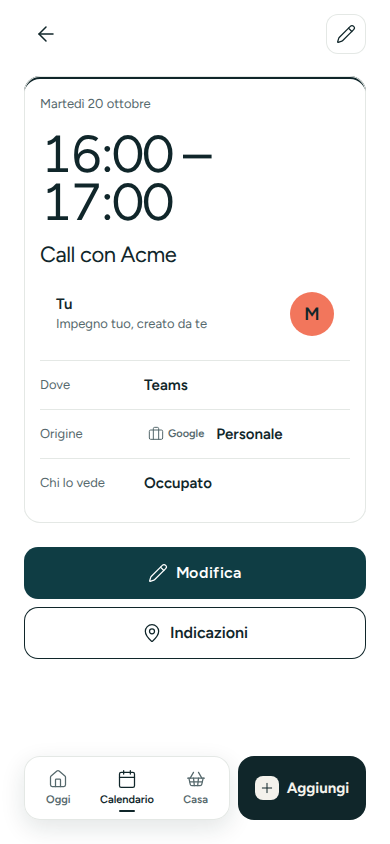 Martedì 20 ottobre
16:00 –
17:00
Call con Acme
Tu
Impegno tuo, creato da te
M
Dove Teams
Origine Google Personale
Chi lo vede Occupato
Modifica
Indicazioni
Oggi Calendario Casa Aggiungi